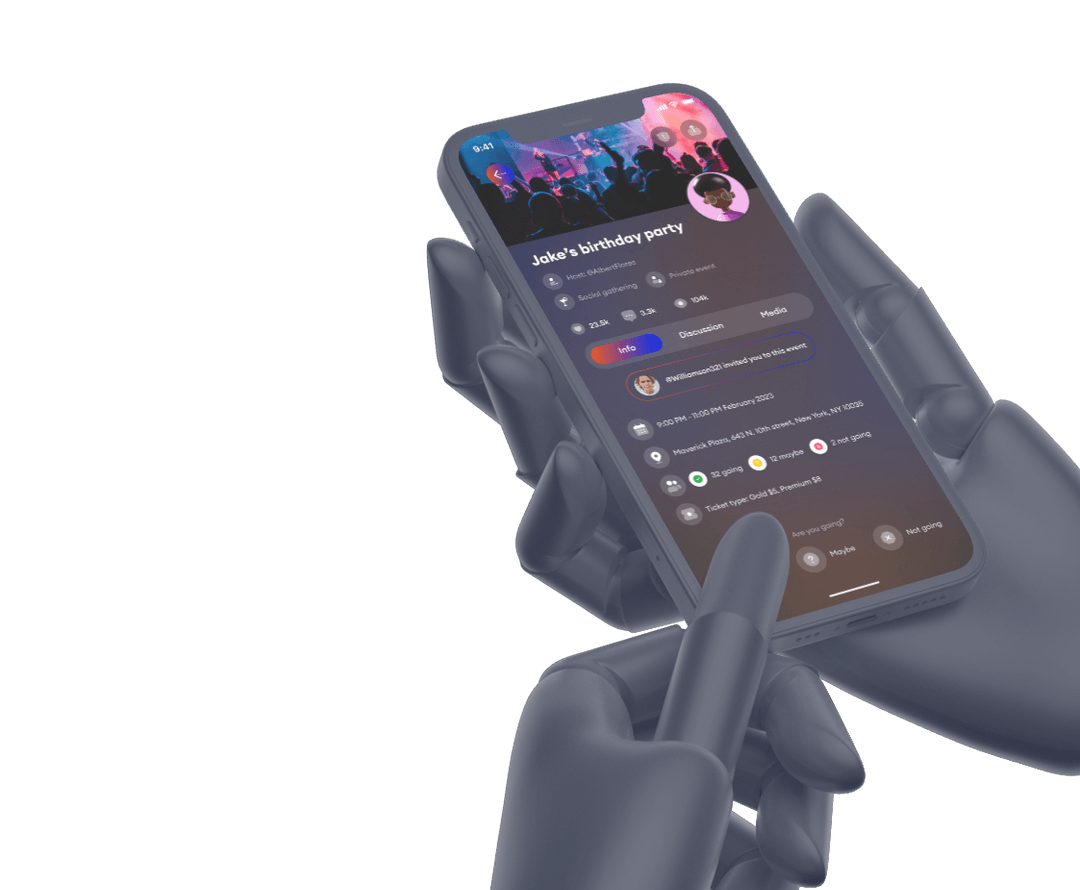 9:41
Jake's birthday party
Host: @AlbertFlores
Social gathering
Private event
23.5k
3.3k
104k
Info
Discussion
Media
@Williamson321 invited you to this event
9:00 PM - 11:00 PM February 2023
Maverick Plaza, 643 N. 10th street, New York, NY 10035
32 going
12 maybe
2 not going
Ticket type: Gold $5, Premium $8
Are you going?
Maybe
Not going